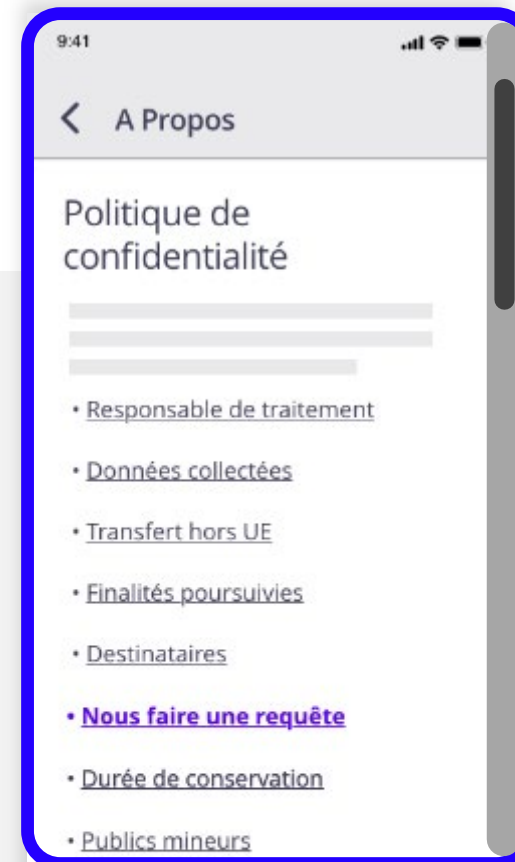 9:41
A Propos
Politique de
confidentialité
• Responsable de traitement
• Données collectées
• Transfert hors UE
• Finalités poursuivies
• Destinataires
• Nous faire une requête
• Durée de conservation
• Publics mineurs